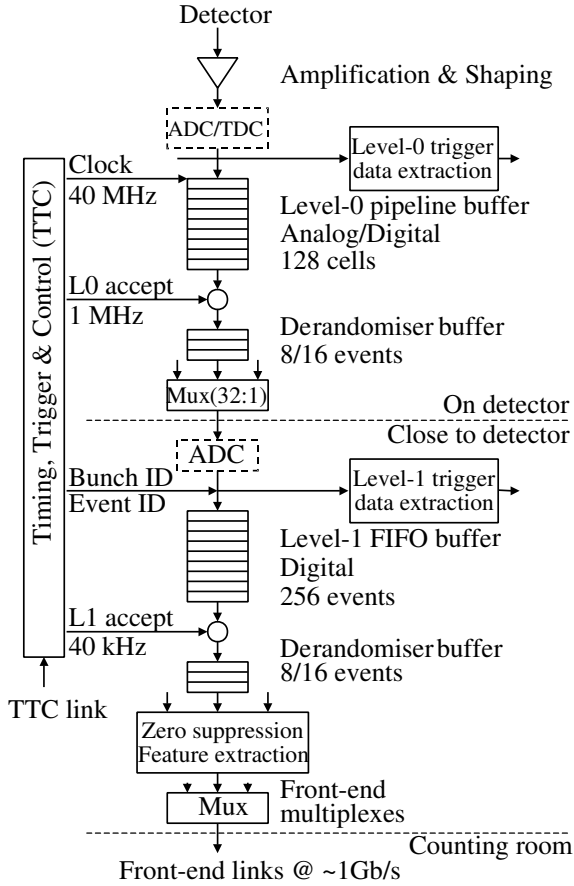 Detector
Amplification & Shaping
ADC/TDC
Level-0 trigger
data extraction
Clock
40 MHz
Level-0 pipeline buffer
Analog/Digital
128 cells
Timing, Trigger & Control (TTC)
L0 accept
1 MHz
Derandomiser buffer
8/16 events
Mux(32:1)
On detector
Close to detector
ADC
Bunch ID
Event ID
Level-1 trigger
data extraction
Level-1 FIFO buffer
Digital
256 events
L1 accept
40 kHz
Derandomiser buffer
8/16 events
TTC link
Zero suppression
Feature extraction
Mux
Front-end
multiplexes
Counting room
Front-end links @ ~1Gb/s